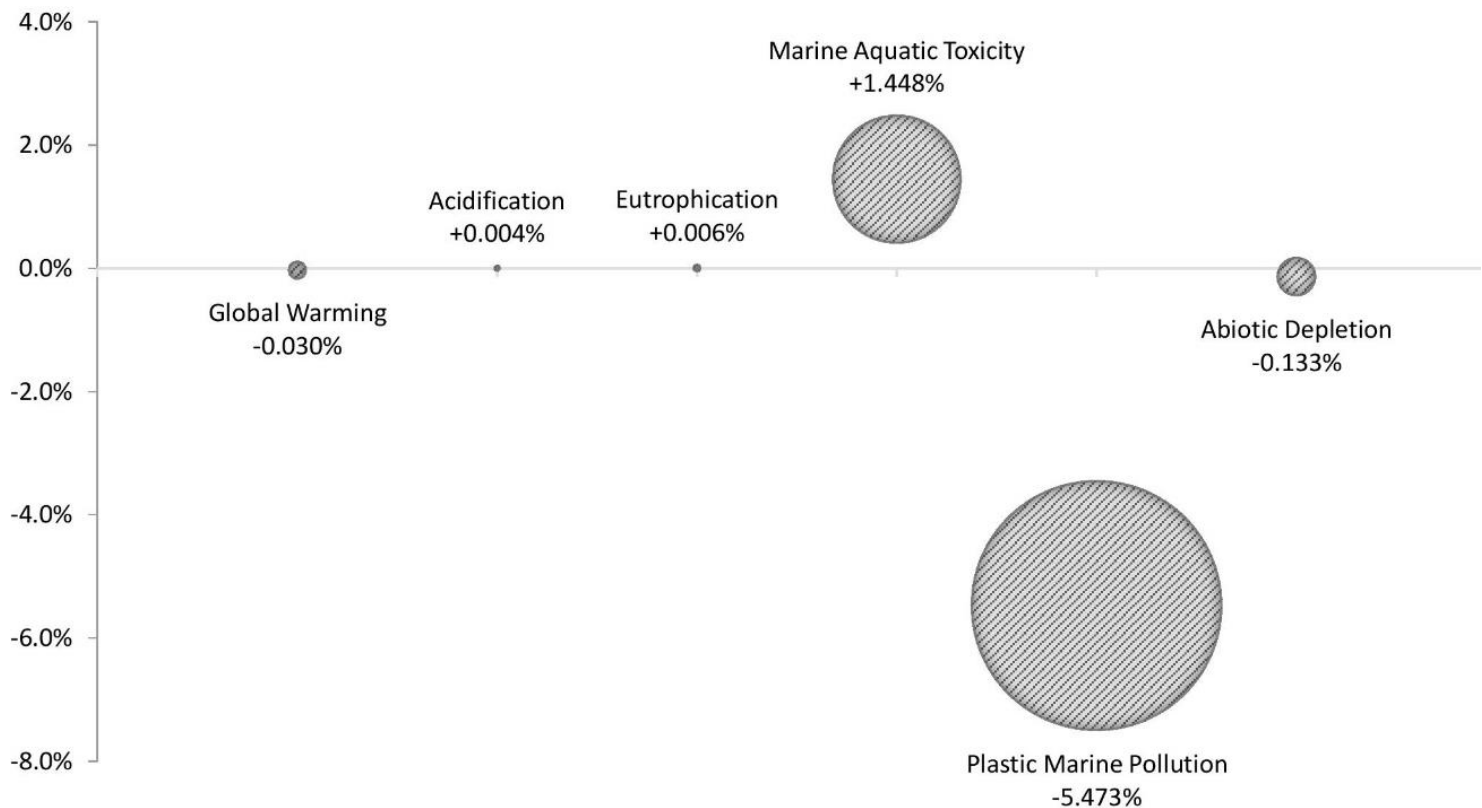 4.0%
Marine Aquatic Toxicity
+1.448%
2.0%
Acidification
+0.004%
Eutrophication
+0.006%
0.0%
Global Warming
-0.030%
Abiotic Depletion
-0.133%
-2.0%
-4.0%
-6.0%
-8.0%
Plastic Marine Pollution
-5.473%